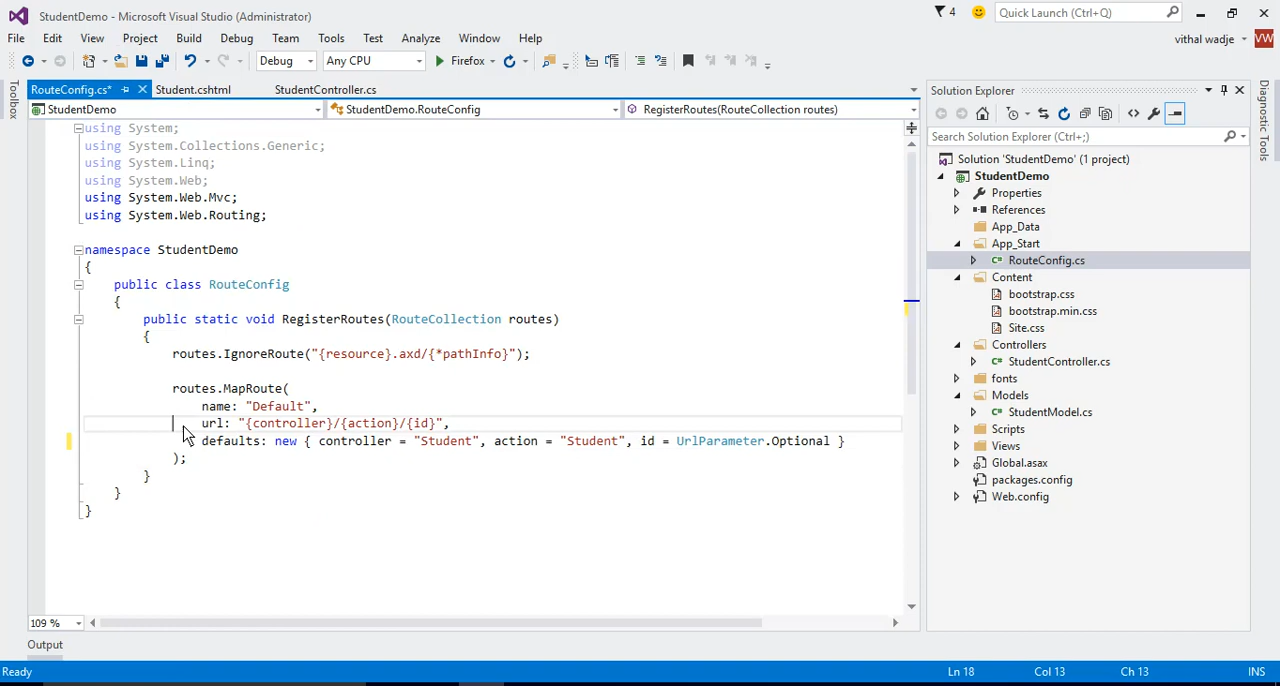 StudentDemo - Microsoft Visual Studio (Administrator)
4
Quick Launch (Ctrl+Q)
File Edit View Project Build Debug Team Tools Test Analyze Window Help
vithal wadje
VW
Debug
Any CPU
Firefox
Toolbox
RouteConfig.cs*
Student.cshtml
StudentController.cs
StudentDemo
StudentDemo.RouteConfig
RegisterRoutes(RouteCollection routes)
using System;
using System.Collections.Generic;
using System.Linq;
using System.Web;
using System.Web.Mvc;
using System.Web.Routing;
namespace StudentDemo
{
public class RouteConfig
{
public static void RegisterRoutes(RouteCollection routes)
{
routes.IgnoreRoute("{resource}.axd/{*pathInfo}");
routes.MapRoute(
name: "Default",
url: "{controller}/{action}/{id}",
defaults: new { controller = "Student", action = "Student", id = UrlParameter.Optional }
);
}
}
}
109 %
Output
Solution Explorer
Search Solution Explorer (Ctrl+;)
Solution 'StudentDemo' (1 project)
StudentDemo
Properties
References
App_Data
App_Start
RouteConfig.cs
Content
bootstrap.css
bootstrap.min.css
Site.css
Controllers
StudentController.cs
fonts
Models
StudentModel.cs
Scripts
Views
Global.asax
packages.config
Web.config
Diagnostic Tools
Ready
Ln 18
Col 13
Ch 13
INS